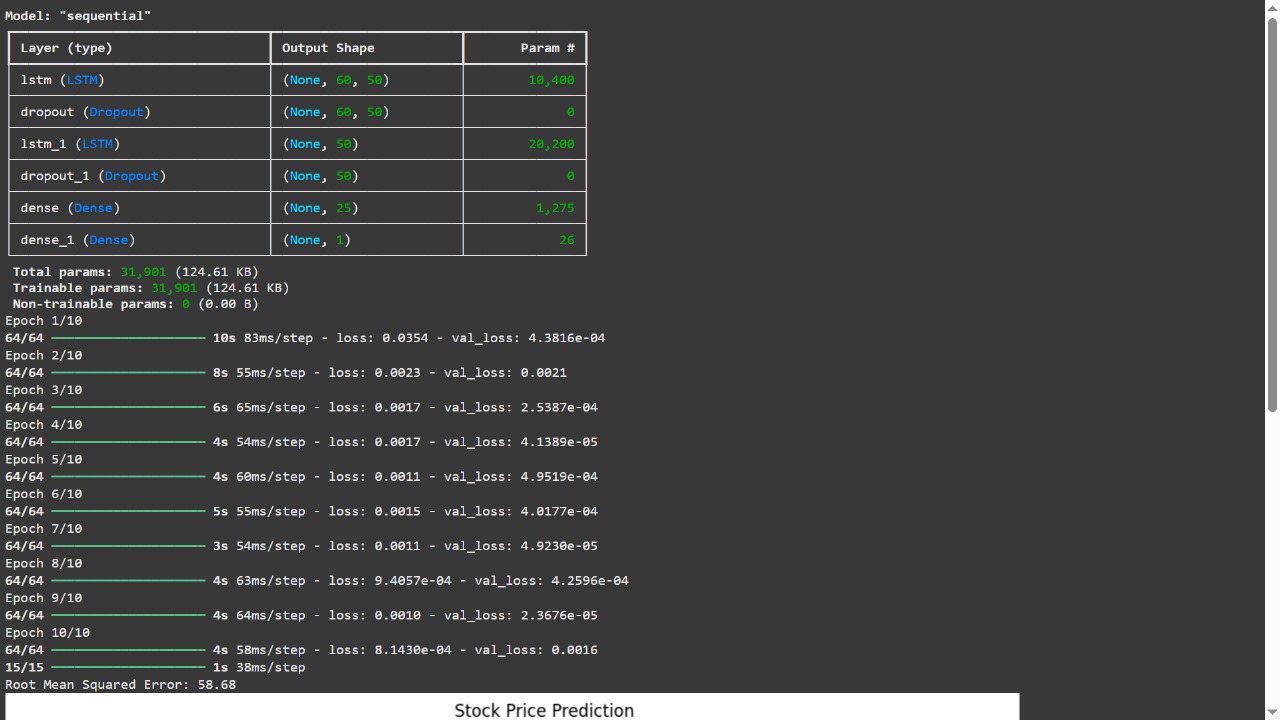 Model: "sequential"
Layer (type) Output Shape Param #
lstm (LSTM) (None, 60, 50) 10,400
dropout (Dropout) (None, 60, 50) 0
lstm_1 (LSTM) (None, 50) 20,200
dropout_1 (Dropout) (None, 50) 0
dense (Dense) (None, 25) 1,275
dense_1 (Dense) (None, 1) 26
Total params: 31,901 (124.61 KB)
Trainable params: 31,901 (124.61 KB)
Non-trainable params: 0 (0.00 B)
Epoch 1/10
64/64 10s 83ms/step - loss: 0.0354 - val_loss: 4.3816e-04
Epoch 2/10
64/64 8s 55ms/step - loss: 0.0023 - val_loss: 0.0021
Epoch 3/10
64/64 6s 65ms/step - loss: 0.0017 - val_loss: 2.5387e-04
Epoch 4/10
64/64 4s 54ms/step - loss: 0.0017 - val_loss: 4.1389e-05
Epoch 5/10
64/64 4s 60ms/step - loss: 0.0011 - val_loss: 4.9519e-04
Epoch 6/10
64/64 5s 55ms/step - loss: 0.0015 - val_loss: 4.0177e-04
Epoch 7/10
64/64 3s 54ms/step - loss: 0.0011 - val_loss: 4.9230e-05
Epoch 8/10
64/64 4s 63ms/step - loss: 9.4057e-04 - val_loss: 4.2596e-04
Epoch 9/10
64/64 4s 64ms/step - loss: 0.0010 - val_loss: 2.3676e-05
Epoch 10/10
64/64 4s 58ms/step - loss: 8.1430e-04 - val_loss: 0.0016
15/15 1s 38ms/step
Root Mean Squared Error: 58.68
Stock Price Prediction